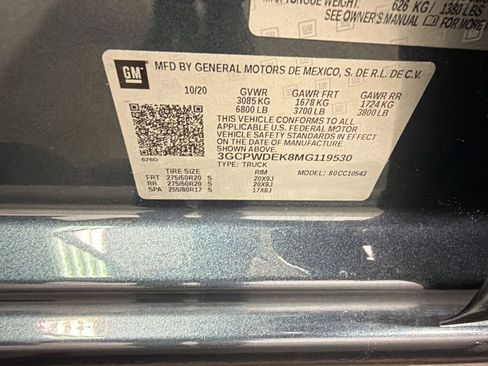 626 KG/ 1380 LBS
SEE OWNER'S MANUAL FOR MORE
GM
MFD BY GENERAL MOTORS DE MEXICO, S. DE R.L. DE C.V.
10/20 GVWR GAWR FRT GAWR RR
3085 KG 1678 KG 1724 KG
6800 LB 3700 LB 3800 LB
THIS VEHICLE CONFORMS TO ALL
APPLICABLE U.S. FEDERAL MOTOR
VEHICLE SAFETY STANDARDS IN EFFECT ON
THE DATE OF MANUFACTURE SHOWN ABOVE.
3GCPWDEK8MG119530
TYPE: TRUCK MODEL: 80CC10543
TIRE SIZE RIM
FRT 275/60R20 S 20X9J
RR 275/60R20 S 20X9J
SPA 255/80R17 S 17X8J